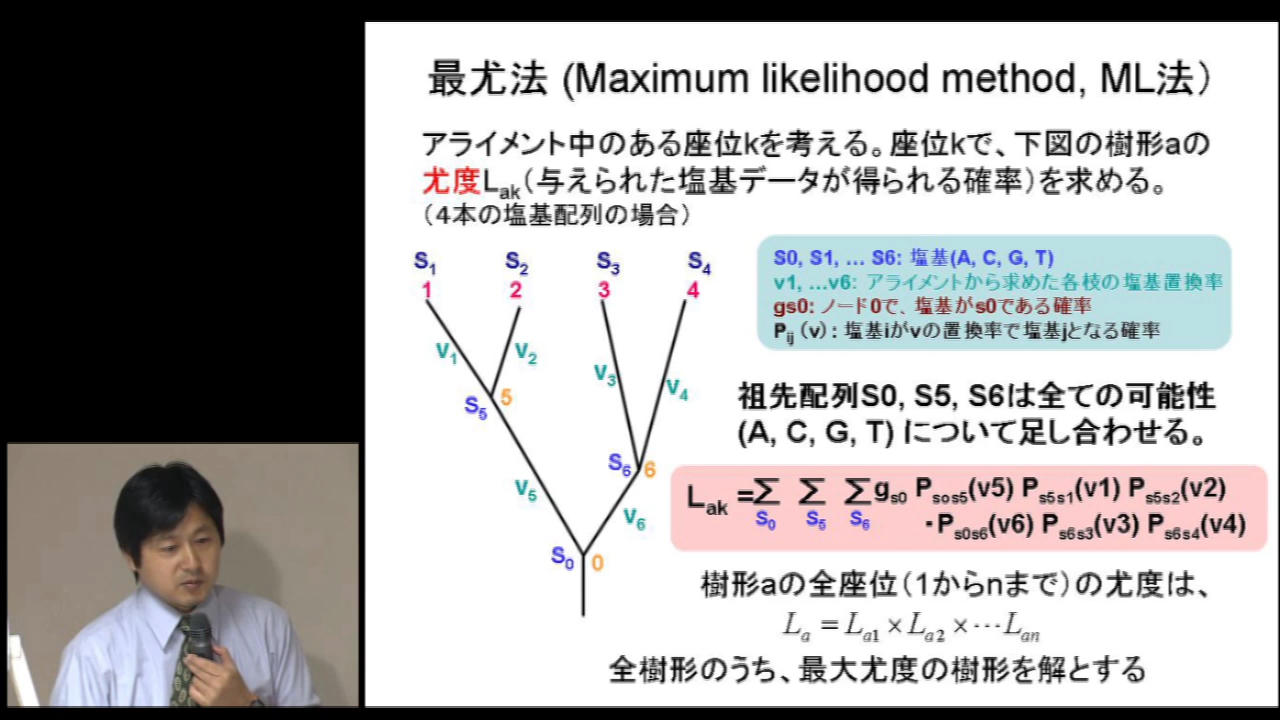 最尤法 (Maximum likelihood method, ML法)
アライメント中のある座位kを考える。座位kで、下図の樹形aの
尤度Lak(与えられた塩基データが得られる確率)を求める。
(4本の塩基配列の場合)
S1 S2 S3 S4
1 2 3 4
V1 V2 V3 V4
S5 5
S6 6
V5 V6
S0 0
S0, S1, … S6: 塩基(A, C, G, T)
v1, …v6: アライメントから求めた各枝の塩基置換率
gs0: ノード0で、塩基がs0である確率
Pij (v) : 塩基iがvの置換率で塩基jとなる確率
祖先配列S0, S5, S6は全ての可能性
(A, C, G, T) について足し合わせる。
Lak =Σ Σ Σgs0 Psos5(v5) Ps5s1(v1) Ps5s2(v2)
S0 S5 S6
・Ps0s6(v6) Ps6s3(v3) Ps6s4(v4)
樹形aの全座位(1からnまで)の尤度は、
La = La1 × La2 × ⋯ Lan
全樹形のうち、最大尤度の樹形を解とする